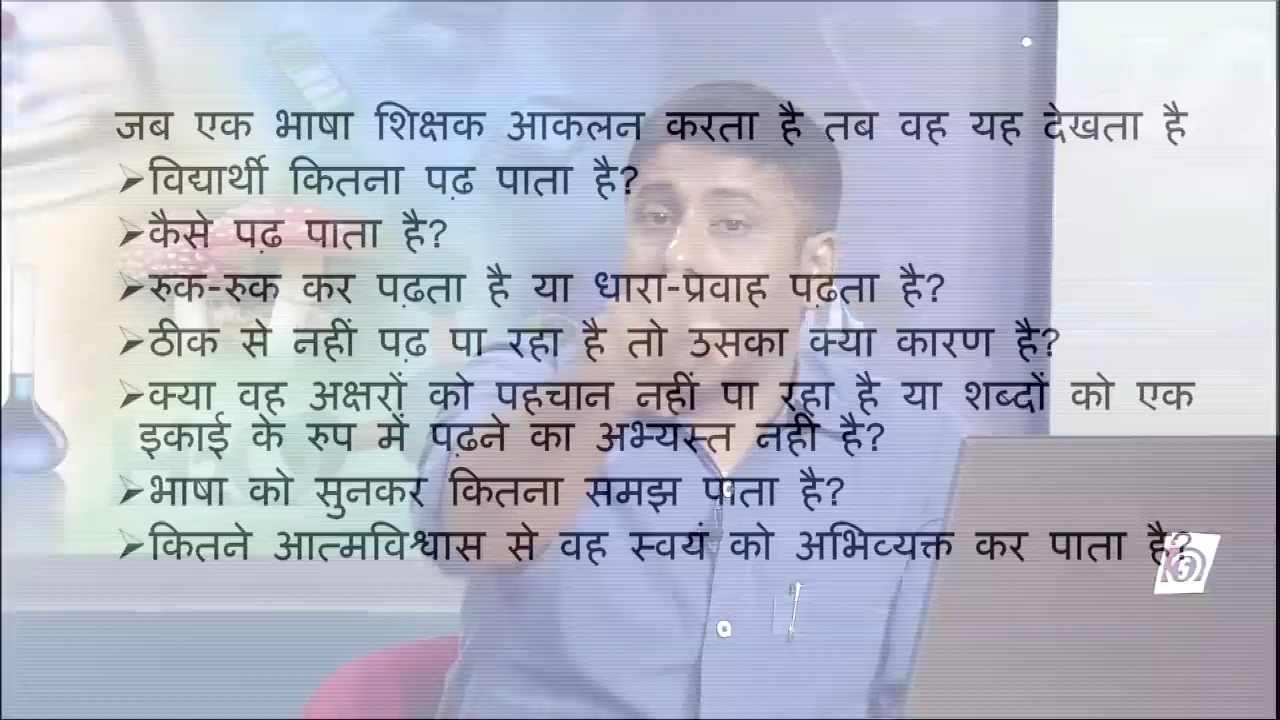 जब एक भाषा शिक्षक आकलन करता है तब वह यह देखता है
➢विद्यार्थी कितना पढ़ पाता है?
➢कैसे पढ़ पाता है?
➢रुक-रुक कर पढ़ता है या धारा-प्रवाह पढ़ता है?
➢ठीक से नहीं पढ़ पा रहा है तो उसका क्या कारण है?
➢क्या वह अक्षरों को पहचान नहीं पा रहा है या शब्दों को एक
इकाई के रुप में पढ़ने का अभ्यस्त नहीं है?
➢भाषा को सुनकर कितना समझ पाता है?
➢कितने आत्मविश्वास से वह स्वयं को अभिव्यक्त कर पाता है?